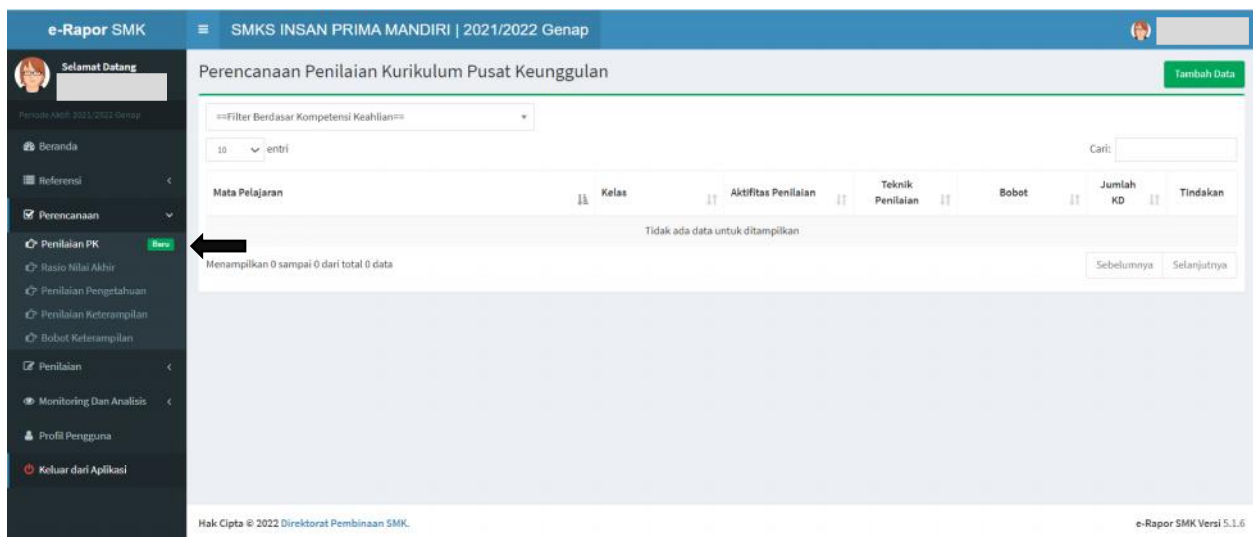 e-Rapor SMK
SMKS INSAN PRIMA MANDIRI | 2021/2022 Genap
Selamat Datang
Periode Aktif: 2021/2022 Genap
Beranda
Referensi
Perencanaan
Penilaian PK Baru
Rasio Nilai Akhir
Penilaian Pengetahuan
Penilaian Keterampilan
Bobot Keterampilan
Penilaian
Monitoring Dan Analisis
Profil Pengguna
Keluar dari Aplikasi
Perencanaan Penilaian Kurikulum Pusat Keunggulan
Tambah Data
==Filter Berdasar Kompetensi Keahlian==
10 entri
Cari:
Mata Pelajaran Kelas Aktifitas Penilaian Teknik Penilaian Bobot Jumlah KD Tindakan
Tidak ada data untuk ditampilkan
Menampilkan 0 sampai 0 dari total 0 data
Sebelumnya Selanjutnya
Hak Cipta © 2022 Direktorat Pembinaan SMK.
e-Rapor SMK Versi 5.1.6